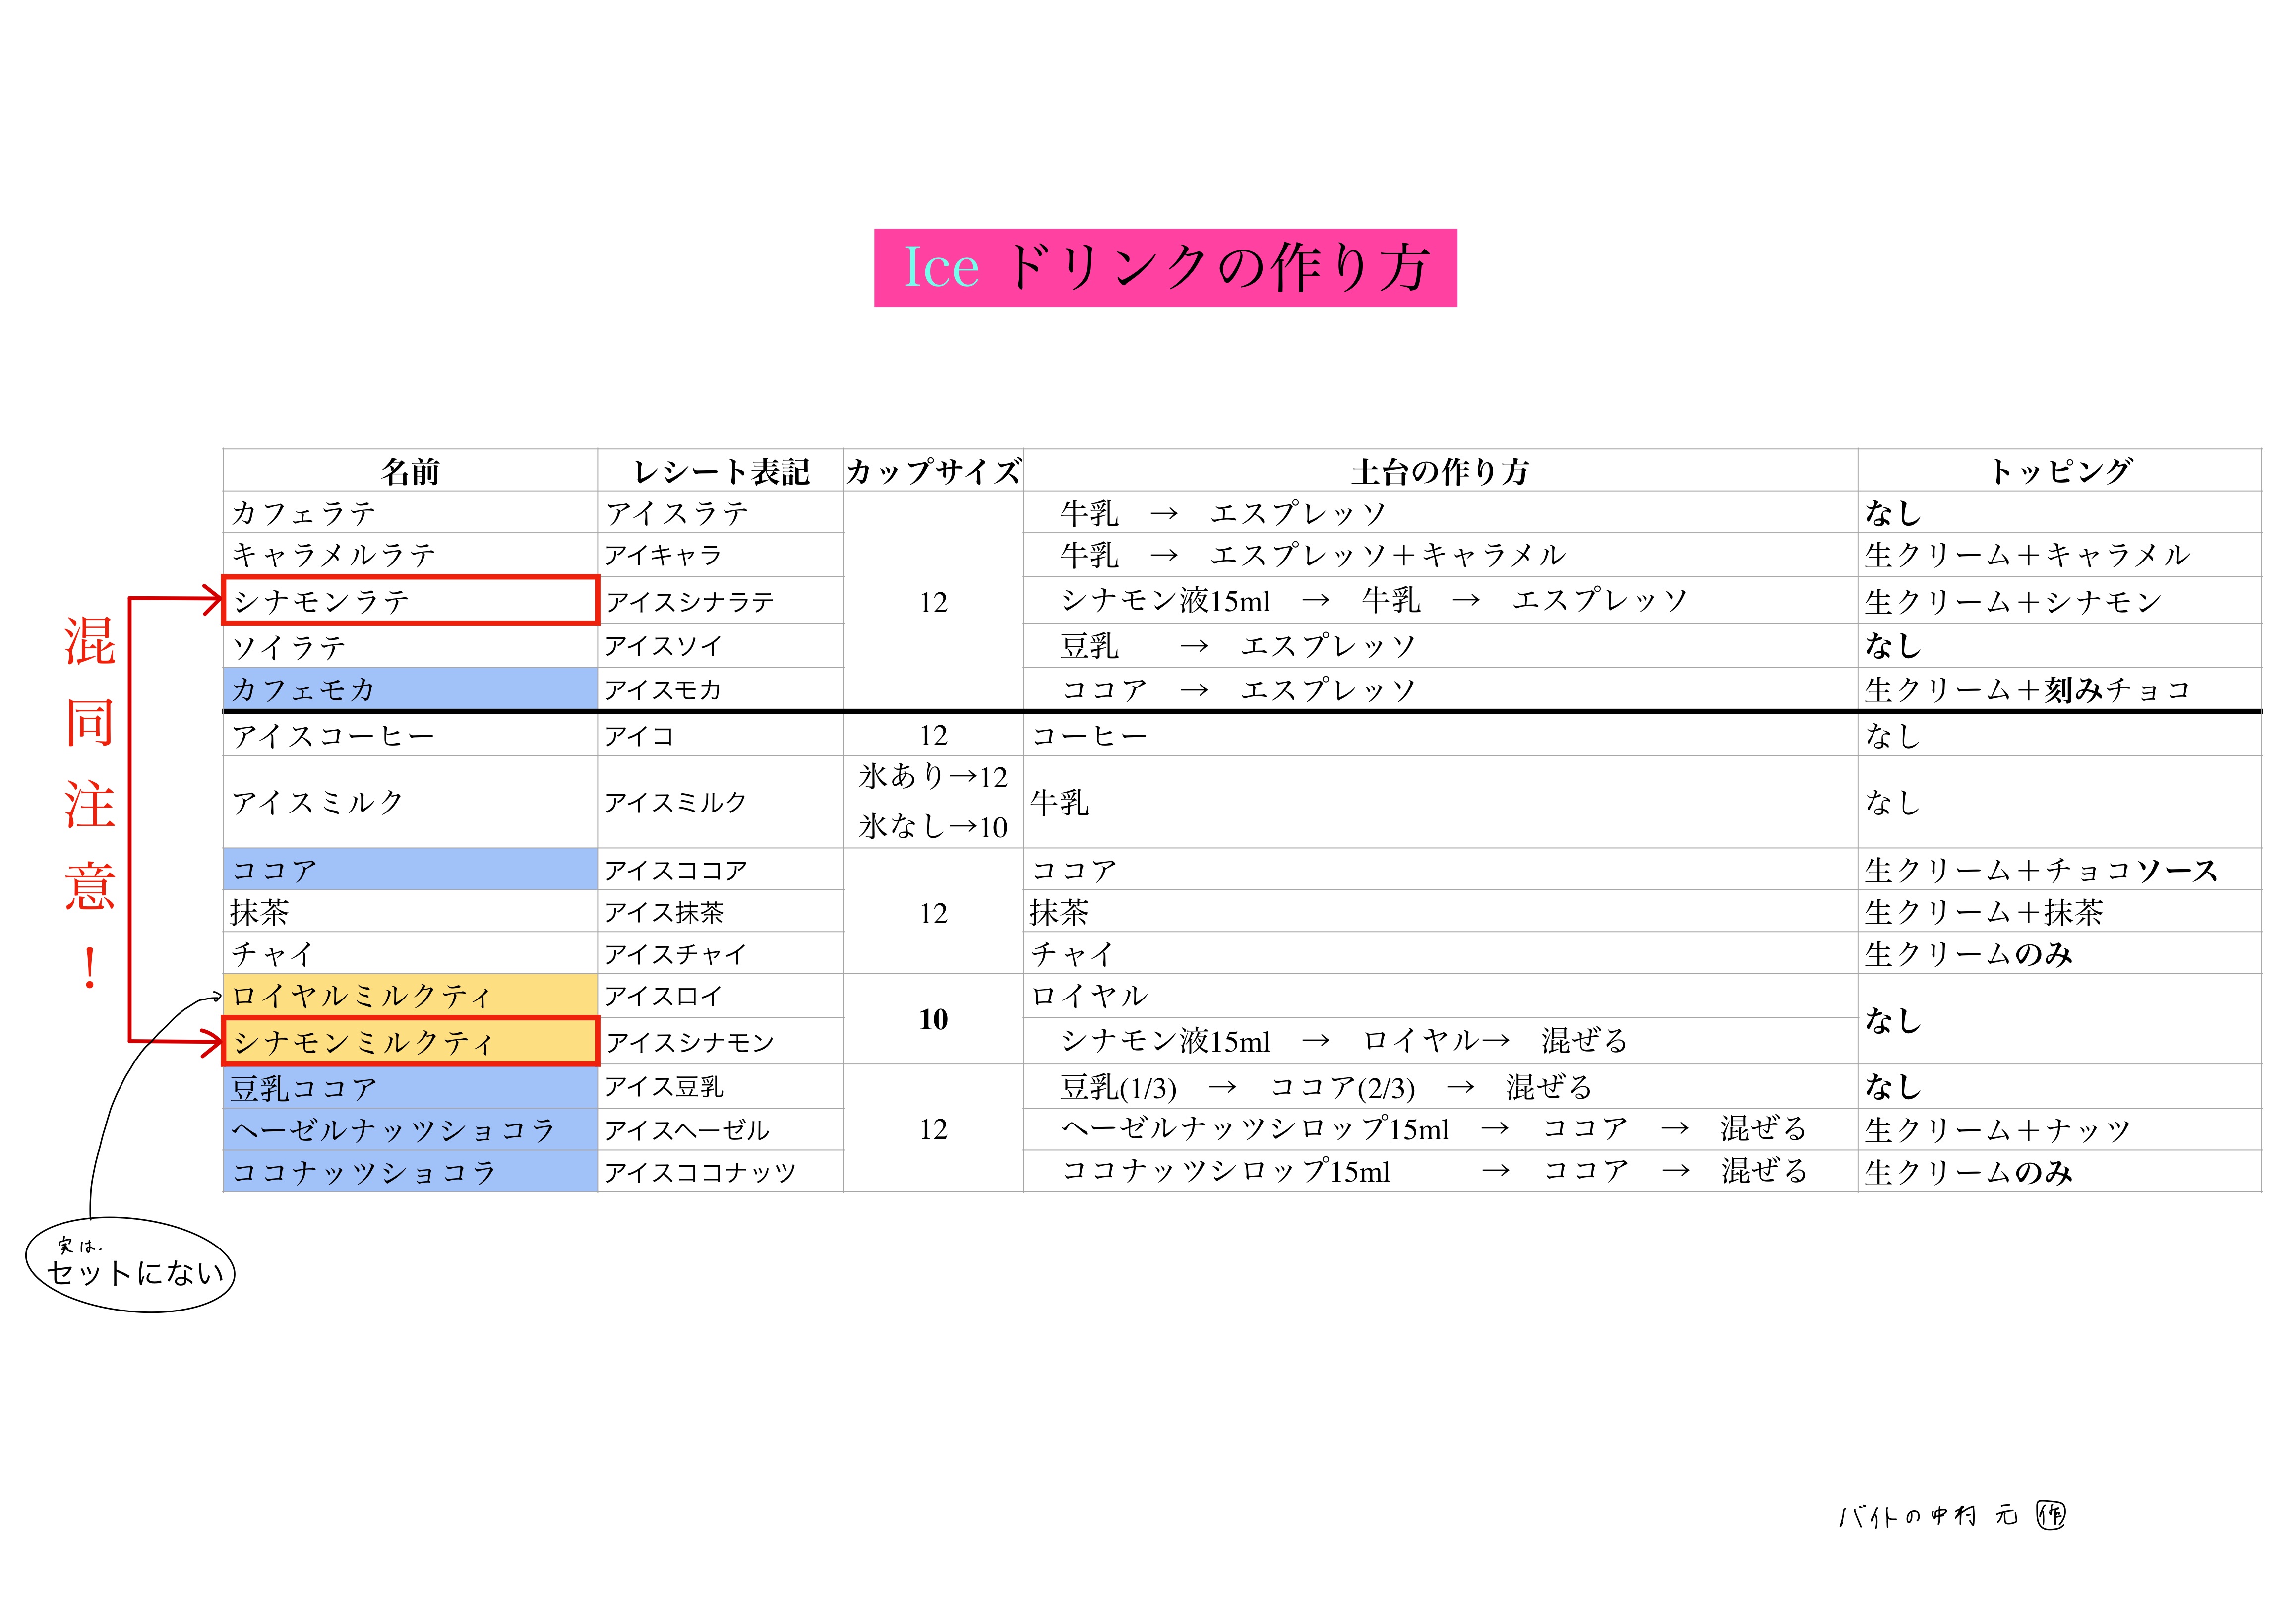 Ice ドリンクの作り方
名前 レシート表記 カップサイズ 土台の作り方 トッピング
カフェラテ アイスラテ 牛乳 → エスプレッソ なし
キャラメルラテ アイキャラ 牛乳 → エスプレッソ＋キャラメル 生クリーム＋キャラメル
シナモンラテ アイスシナラテ 12 シナモン液15ml → 牛乳 → エスプレッソ 生クリーム＋シナモン
ソイラテ アイスソイ 豆乳 → エスプレッソ なし
カフェモカ アイスモカ ココア → エスプレッソ 生クリーム＋刻みチョコ
アイスコーヒー アイコ 12 コーヒー なし
アイスミルク アイスミルク 氷あり→12 氷なし→10 牛乳 なし
ココア アイスココア ココア 生クリーム＋チョコソース
抹茶 アイス抹茶 12 抹茶 生クリーム＋抹茶
チャイ アイスチャイ チャイ 生クリームのみ
ロイヤルミルクティ アイスロイ 10 ロイヤル なし
シナモンミルクティ アイスシナモン シナモン液15ml → ロイヤル→ 混ぜる
豆乳ココア アイス豆乳 豆乳(1/3) → ココア(2/3) → 混ぜる なし
ヘーゼルナッツショコラ アイスヘーゼル 12 ヘーゼルナッツシロップ15ml → ココア → 混ぜる 生クリーム＋ナッツ
ココナッツショコラ アイスココナッツ ココナッツシロップ15ml → ココア → 混ぜる 生クリームのみ
混同注意！
実は.
セットにない
バイトの中村 元 作